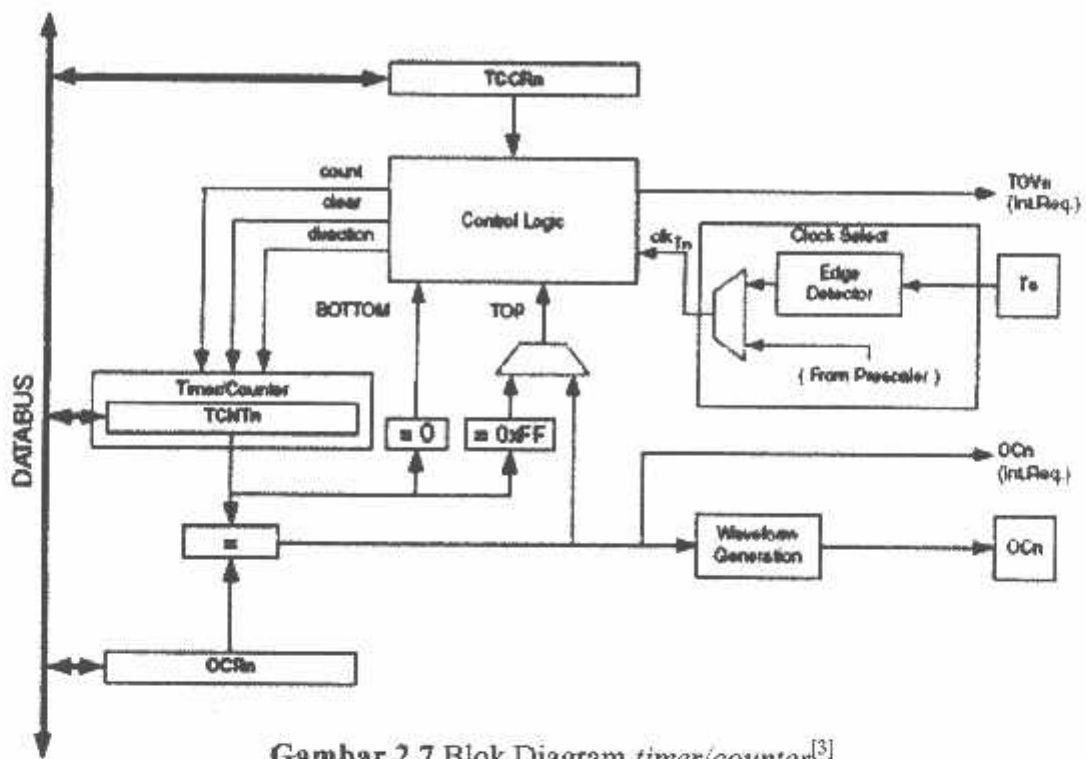 TCCRn
count
clear
direction
Control Logic
TOVn
(Int.Req.)
clkTn
Clock Select
Edge
Detector
Tn
BOTTOM
TOP
( From Prescaler )
Timer/Counter
TCNTn
= 0
= 0xFF
DATABUS
OCn
(Int.Req.)
=
Waveform
Generation
OCn
OCRn
Gambar 2.7 Blok Diagram timer/counter[3]